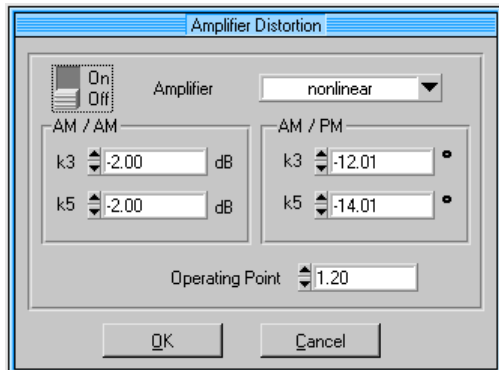 Amplifier Distortion
On
Off
Amplifier nonlinear
AM / AM
k3 -2.00 dB
k5 -2.00 dB
AM / PM
k3 -12.01 °
k5 -14.01 °
Operating Point 1.20
OK Cancel